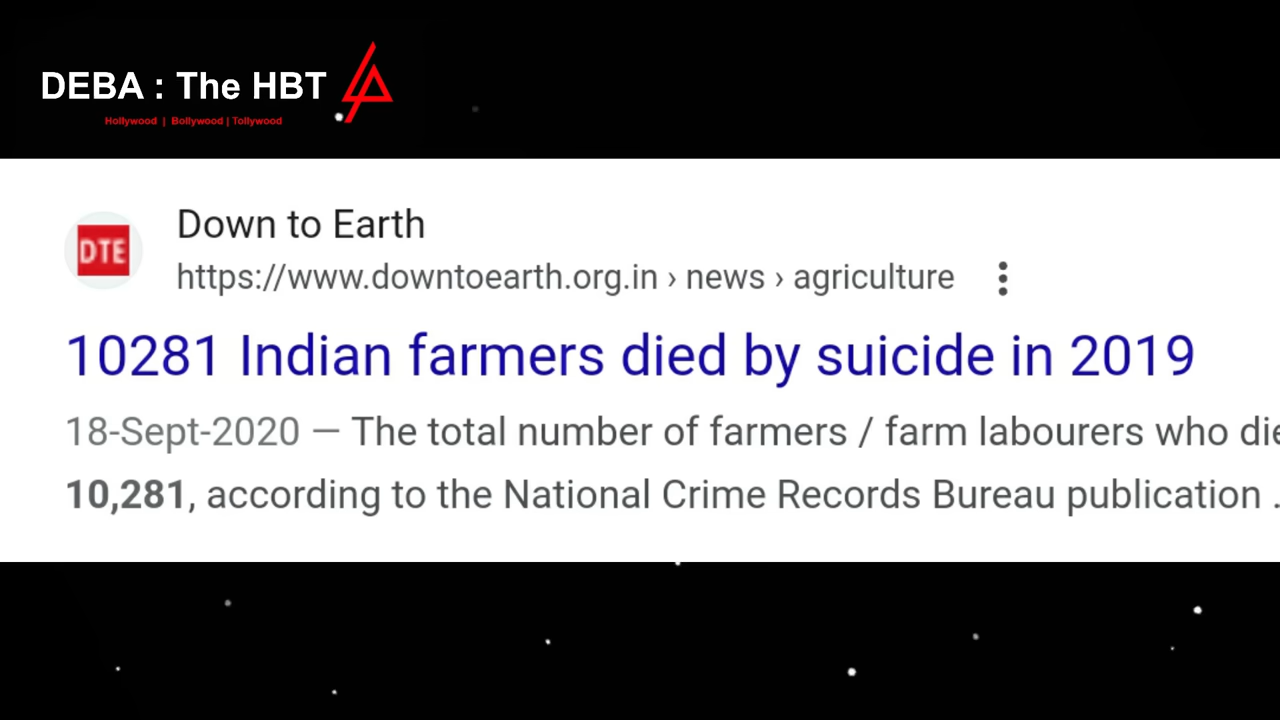 DEBA : The HBT
Hollywood | Bollywood | Tollywood
DTE
Down to Earth
https://www.downtoearth.org.in › news › agriculture
10281 Indian farmers died by suicide in 2019
18-Sept-2020 — The total number of farmers / farm labourers who die
10,281, according to the National Crime Records Bureau publication .